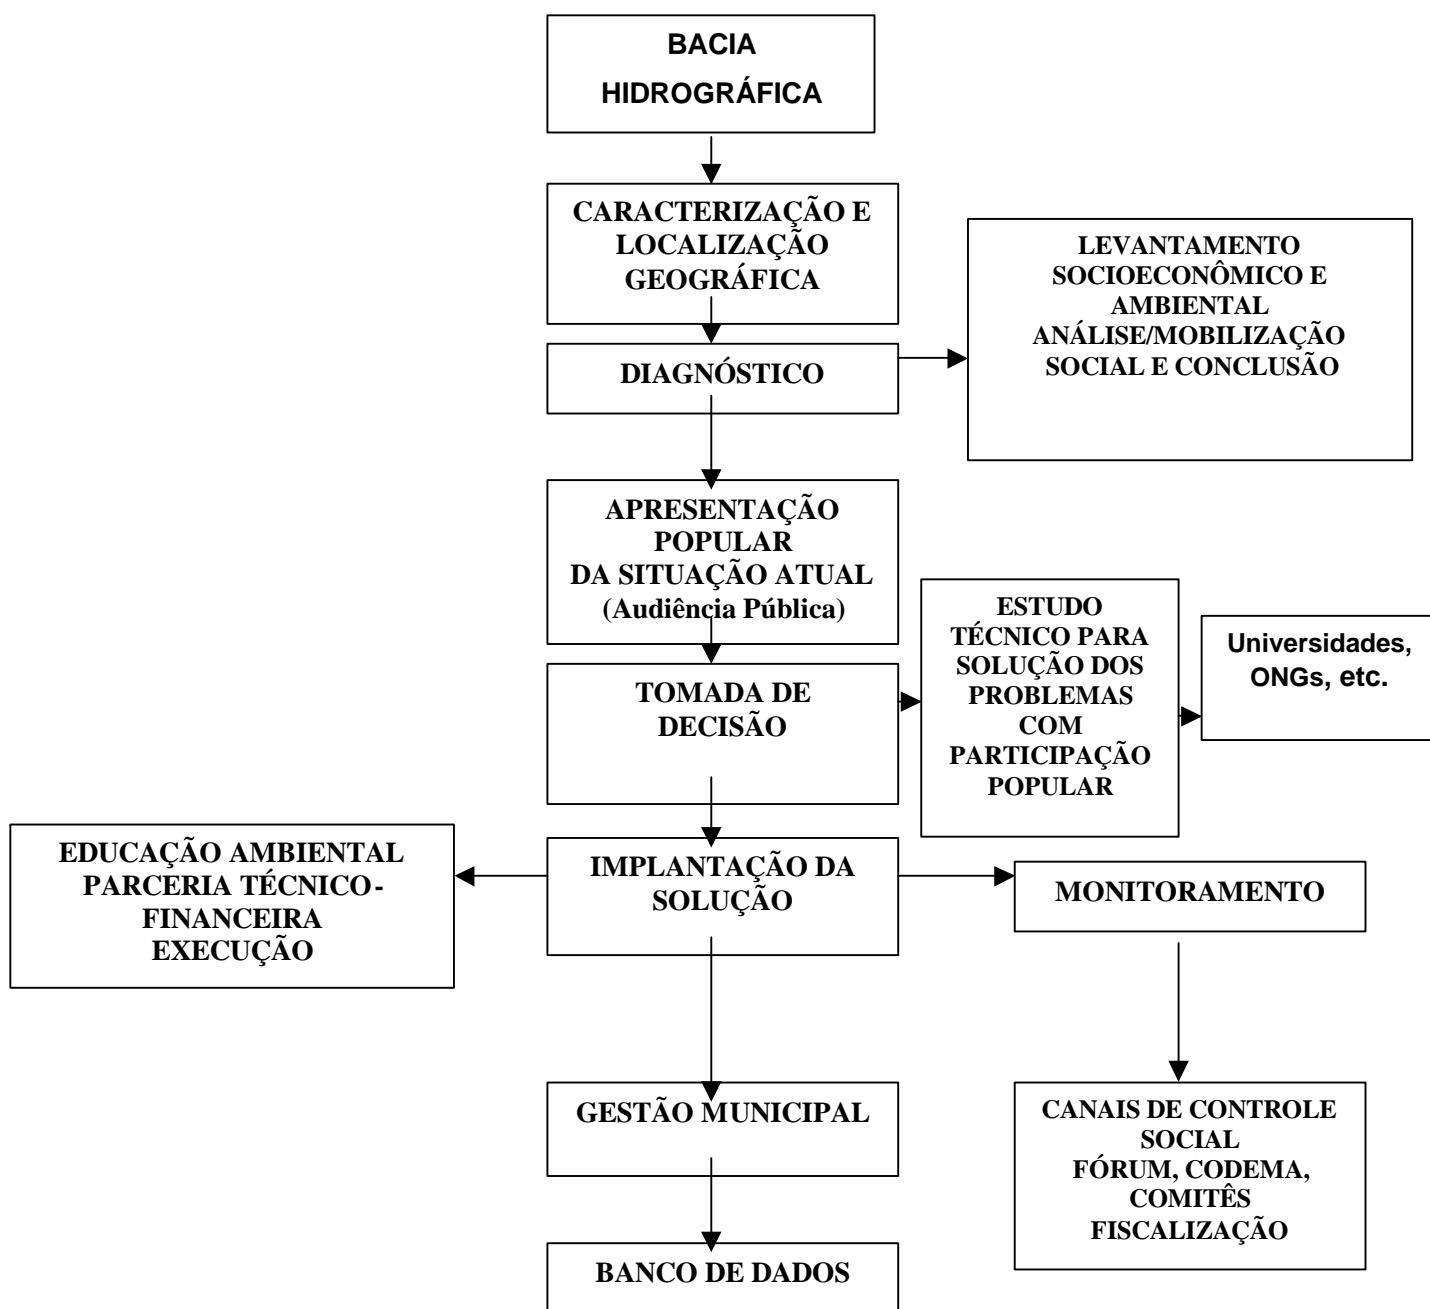 BACIA
HIDROGRÁFICA
CARACTERIZAÇÃO E
LOCALIZAÇÃO
GEOGRÁFICA
LEVANTAMENTO
SOCIOECONÔMICO E
AMBIENTAL
ANÁLISE/MOBILIZAÇÃO
SOCIAL E CONCLUSÃO
DIAGNÓSTICO
APRESENTAÇÃO
POPULAR
DA SITUAÇÃO ATUAL
(Audiência Pública)
TOMADA DE
DECISÃO
ESTUDO
TÉCNICO PARA
SOLUÇÃO DOS
PROBLEMAS
COM
PARTICIPAÇÃO
POPULAR
Universidades,
ONGs, etc.
EDUCAÇÃO AMBIENTAL
PARCERIA TÉCNICO-
FINANCEIRA
EXECUÇÃO
IMPLANTAÇÃO DA
SOLUÇÃO
MONITORAMENTO
GESTÃO MUNICIPAL
CANAIS DE CONTROLE
SOCIAL
FÓRUM, CODEMA,
COMITÊS
FISCALIZAÇÃO
BANCO DE DADOS